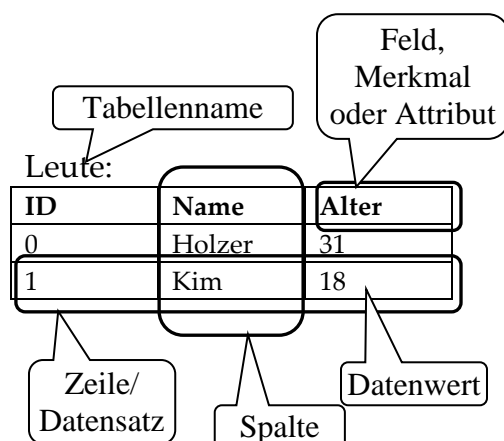 Feld,
Merkmal
oder Attribut
Tabellenname
Leute:
ID Name Alter
0 Holzer 31
1 Kim 18
Zeile/
Datensatz
Spalte
Datenwert